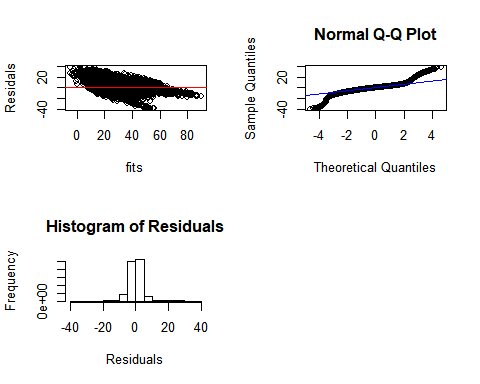 Residals
20
-40
0 20 40 60 80
fits
Normal Q-Q Plot
Sample Quantiles
20
-40
-4 -2 0 2 4
Theoretical Quantiles
Histogram of Residuals
Frequency
0e+00
-40 -20 0 20 40
Residuals